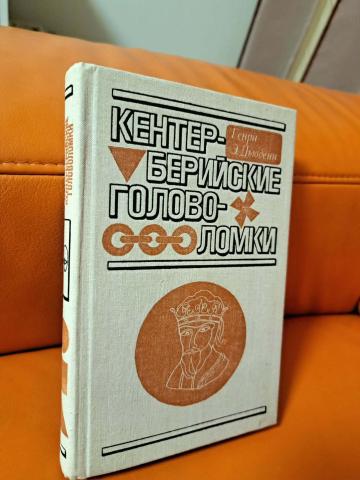 КЕНТЕР-
Генри
Э.Дьюдени
БЕРИЙСКИЕ
ГОЛОВО-
ЛОМКИ